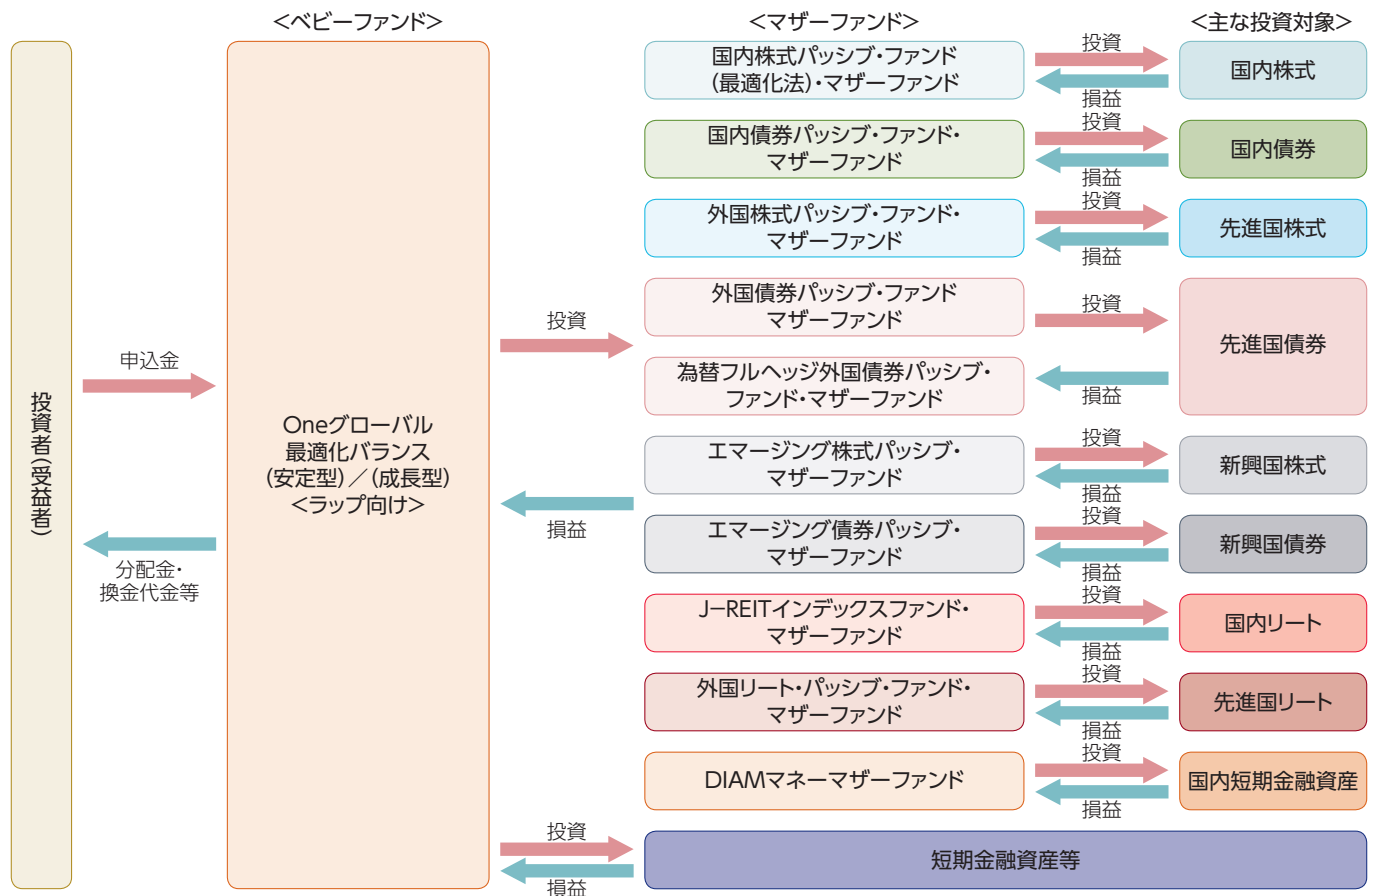 <ベビーファンド>
<マザーファンド>
<主な投資対象>
投資者(受益者)
申込金
分配金・
換金代金等
Oneグローバル
最適化バランス
(安定型)／(成長型)
<ラップ向け>
投資
損益
国内株式パッシブ・ファンド
(最適化法)・マザーファンド
投資
損益
国内株式
国内債券パッシブ・ファンド・
マザーファンド
投資
損益
国内債券
外国株式パッシブ・ファンド・
マザーファンド
投資
損益
先進国株式
外国債券パッシブ・ファンド
マザーファンド
投資
為替フルヘッジ外国債券パッシブ・
ファンド・マザーファンド
損益
先進国債券
エマージング株式パッシブ・
マザーファンド
投資
損益
新興国株式
エマージング債券パッシブ・
マザーファンド
投資
損益
新興国債券
J−REITインデックスファンド・
マザーファンド
投資
損益
国内リート
外国リート・パッシブ・ファンド・
マザーファンド
投資
損益
先進国リート
DIAMマネーマザーファンド
投資
損益
国内短期金融資産
投資
損益
短期金融資産等